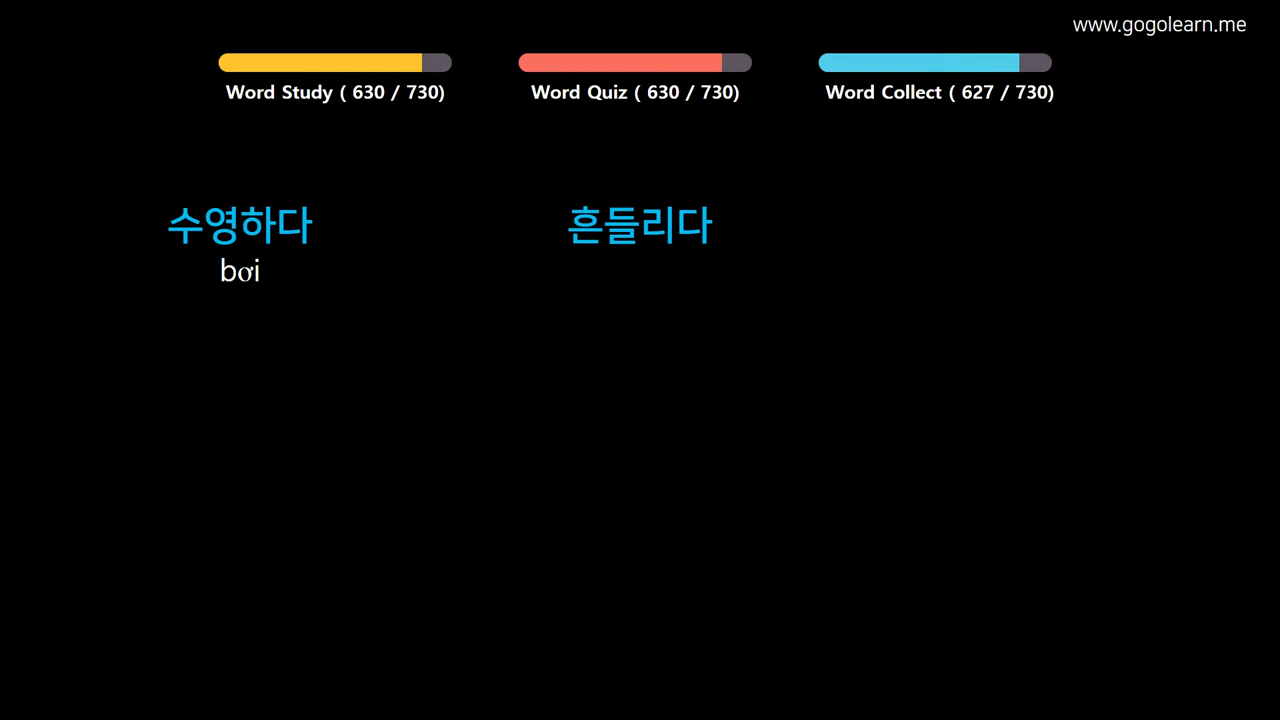 www.gogolearn.me
Word Study ( 630 / 730)
Word Quiz ( 630 / 730)
Word Collect ( 627 / 730)
수영하다
bơi
흔들리다